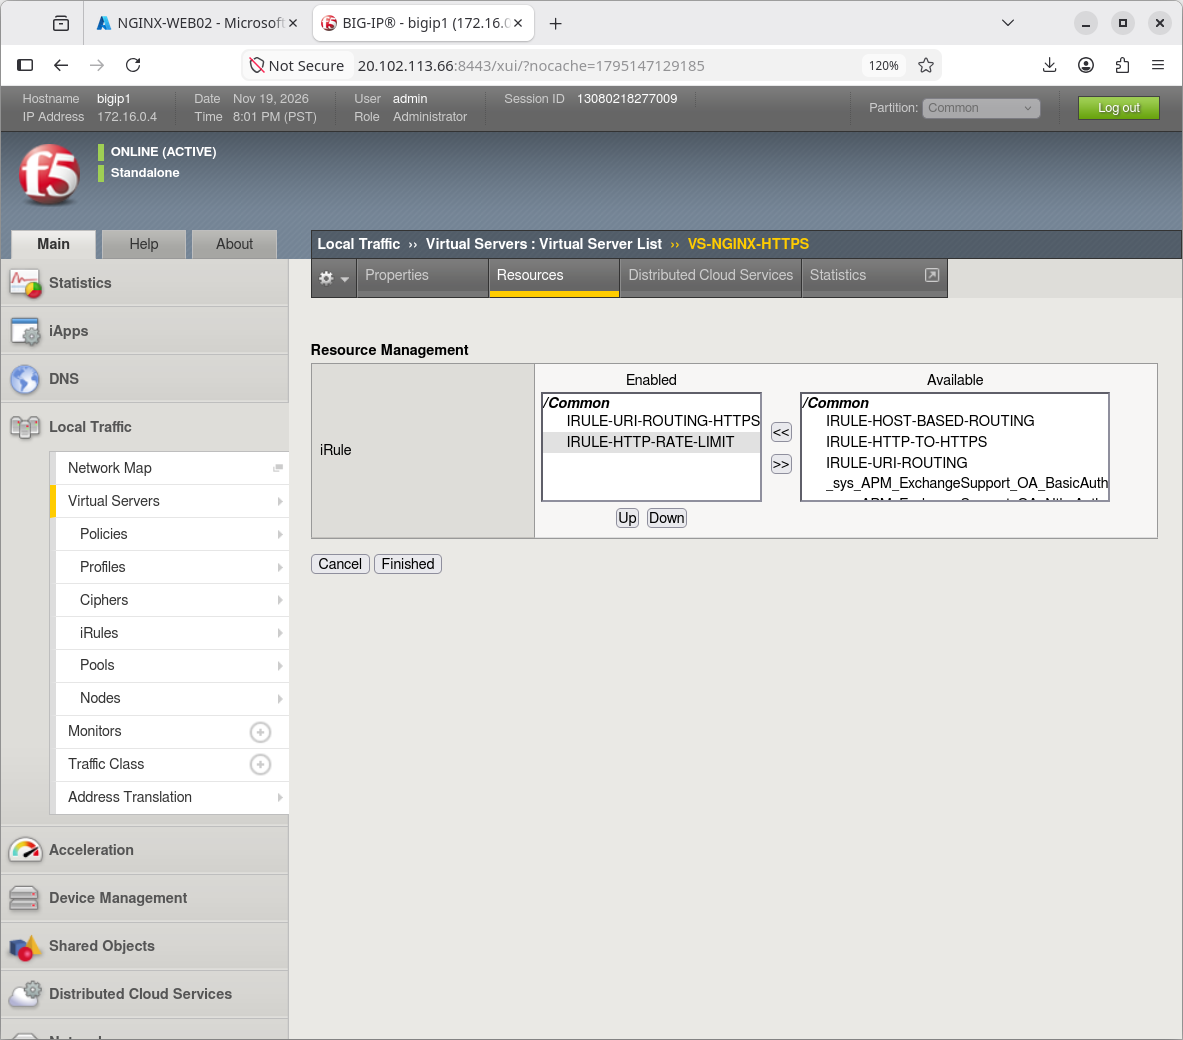 NGINX-WEB02 - Microsoft
BIG-IP® - bigip1 (172.16.0
Not Secure
20.102.113.66:8443/xui/?nocache=1795147129185
120%
Hostname bigip1
IP Address 172.16.0.4
Date Nov 19, 2026
Time 8:01 PM (PST)
User admin
Role Administrator
Session ID 13080218277009
Partition: Common
Log out
f5
ONLINE (ACTIVE)
Standalone
Main
Help
About
Local Traffic ›› Virtual Servers : Virtual Server List ›› VS-NGINX-HTTPS
Properties
Resources
Distributed Cloud Services
Statistics
Statistics
iApps
DNS
Local Traffic
Network Map
Virtual Servers
Policies
Profiles
Ciphers
iRules
Pools
Nodes
Monitors
Traffic Class
Address Translation
Acceleration
Device Management
Shared Objects
Distributed Cloud Services
Resource Management
iRule
Enabled
/Common
IRULE-URI-ROUTING-HTTPS
IRULE-HTTP-RATE-LIMIT
<<
>>
Available
/Common
IRULE-HOST-BASED-ROUTING
IRULE-HTTP-TO-HTTPS
IRULE-URI-ROUTING
_sys_APM_ExchangeSupport_OA_BasicAuth
Up
Down
Cancel
Finished